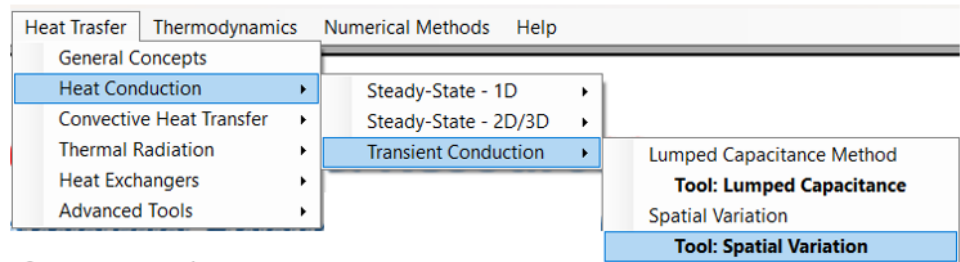 Heat Trasfer Thermodynamics Numerical Methods Help
General Concepts
Heat Conduction
Convective Heat Transfer
Thermal Radiation
Heat Exchangers
Advanced Tools
Steady-State - 1D
Steady-State - 2D/3D
Transient Conduction
Lumped Capacitance Method
Tool: Lumped Capacitance
Spatial Variation
Tool: Spatial Variation